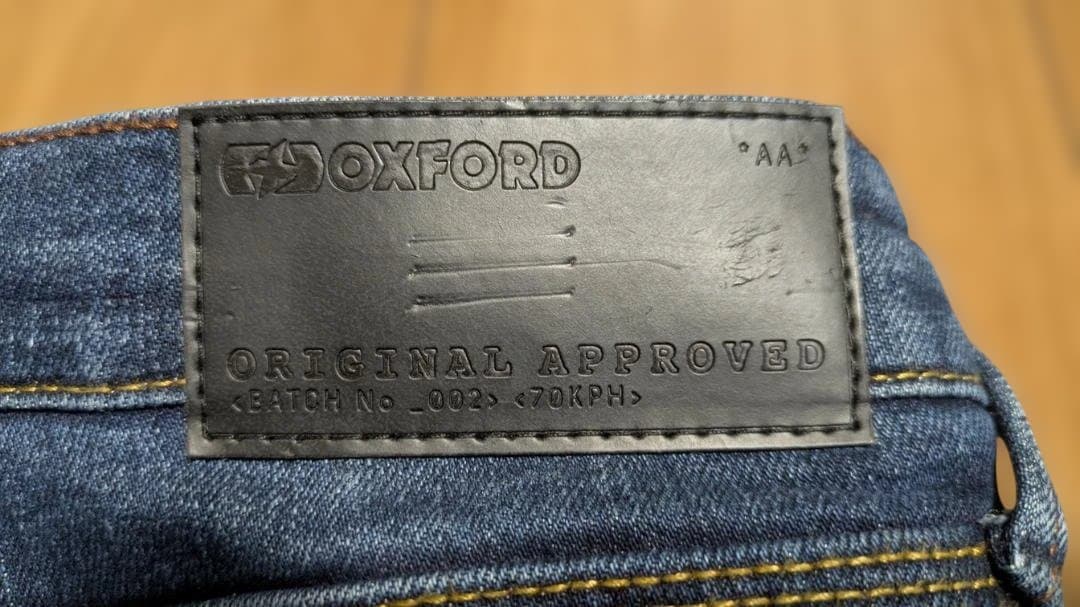 OXFORD
*AA*
ORIGINAL APPROVED
<BATCH No _002> <70KPH>